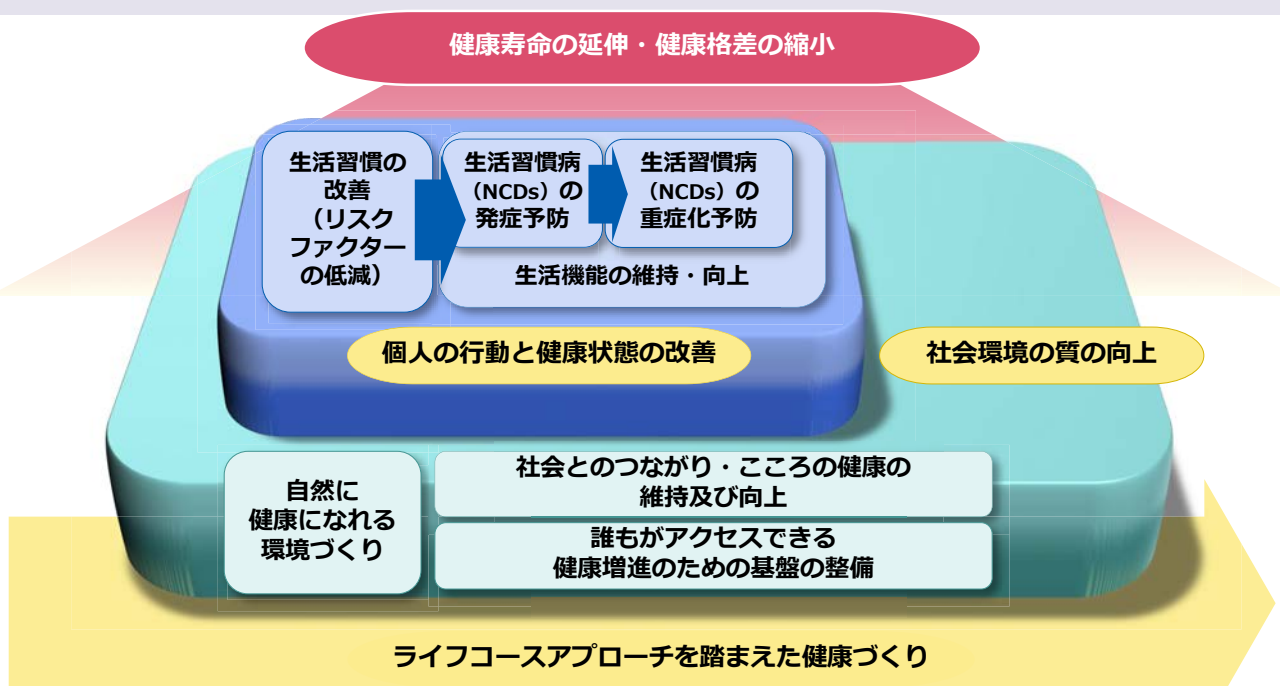 健康寿命の延伸・健康格差の縮小
生活習慣の
改善
（リスク
ファクター
の低減）
生活習慣病
（NCDs）の
発症予防
生活習慣病
（NCDs）の
重症化予防
生活機能の維持・向上
個人の行動と健康状態の改善
社会環境の質の向上
自然に
健康になれる
環境づくり
社会とのつながり・こころの健康の
維持及び向上
誰もがアクセスできる
健康増進のための基盤の整備
ライフコースアプローチを踏まえた健康づくり